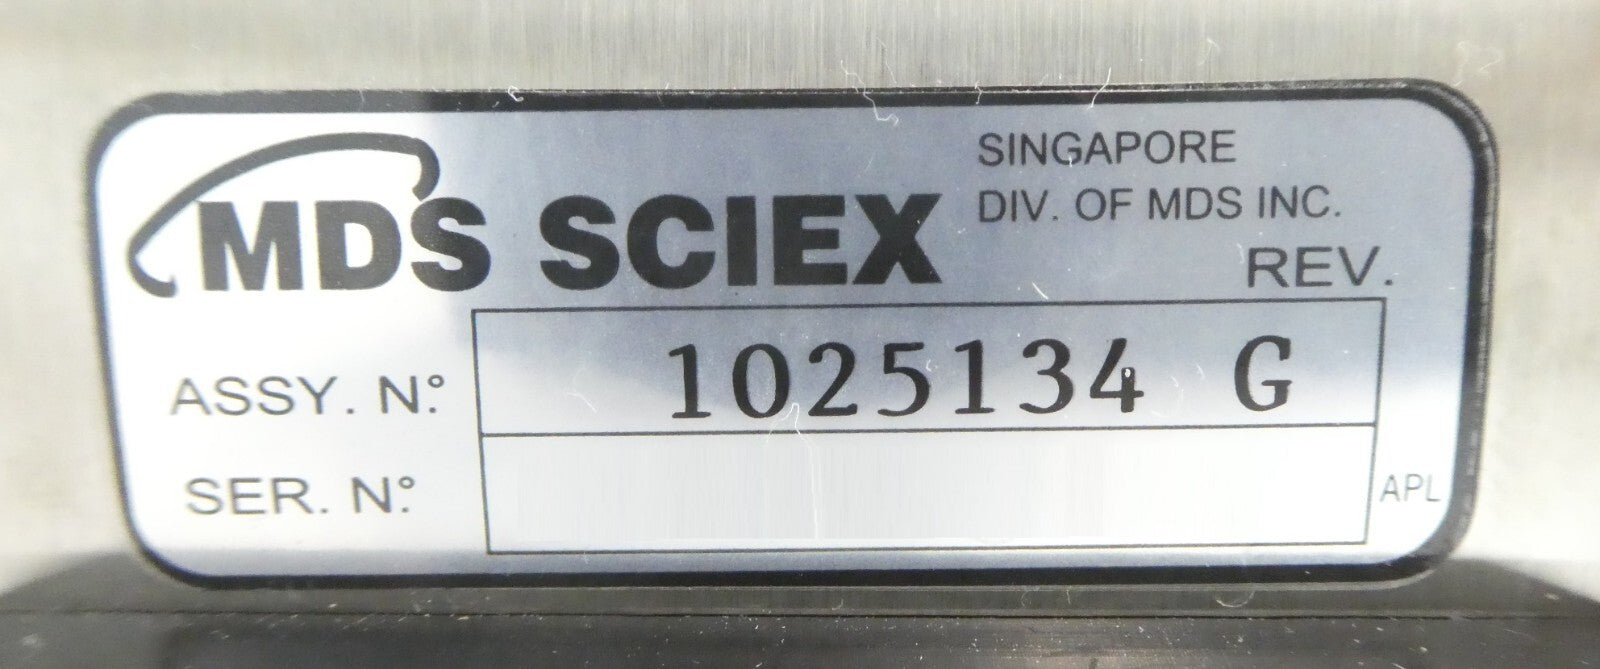 MDS SCIEX
SINGAPORE
DIV. OF MDS INC.
REV.
ASSY. N.º 1025134 G
SER. N.º
APL